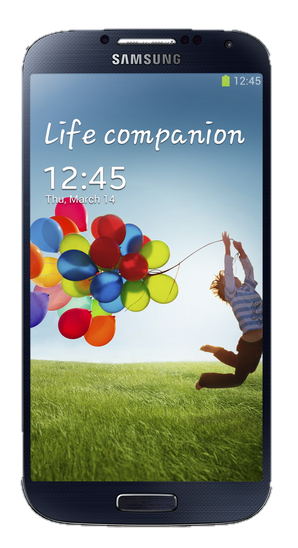 SAMSUNG
12:45
Life companion
12:45
Thu, March 14